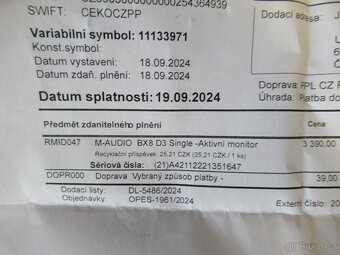 SWIFT: CEKOCZPP
Variabilní symbol: 11133971
Konst.symbol:
Datum vystavení: 18.09.2024
Datum zdaň. plnění: 18.09.2024
Datum splatnosti: 19.09.2024
Doprava: PPL CZ
Úhrada: Platba do
Předmět zdanitelného plnění Cena
RMID047 M-AUDIO BX8 D3 Single -Aktivní monitor 3 390,00
Recyklační příspěvek: 25,21 CZK (25,21 CZK / 1 ks)
Sériová čísla: (21)A42112221351647
DOPR000 Doprava Vybraný způsob platby - 39,00
Dodací listy: DL-5486/2024
Objednávky: OPES-1961/2024
Externí číslo: 20